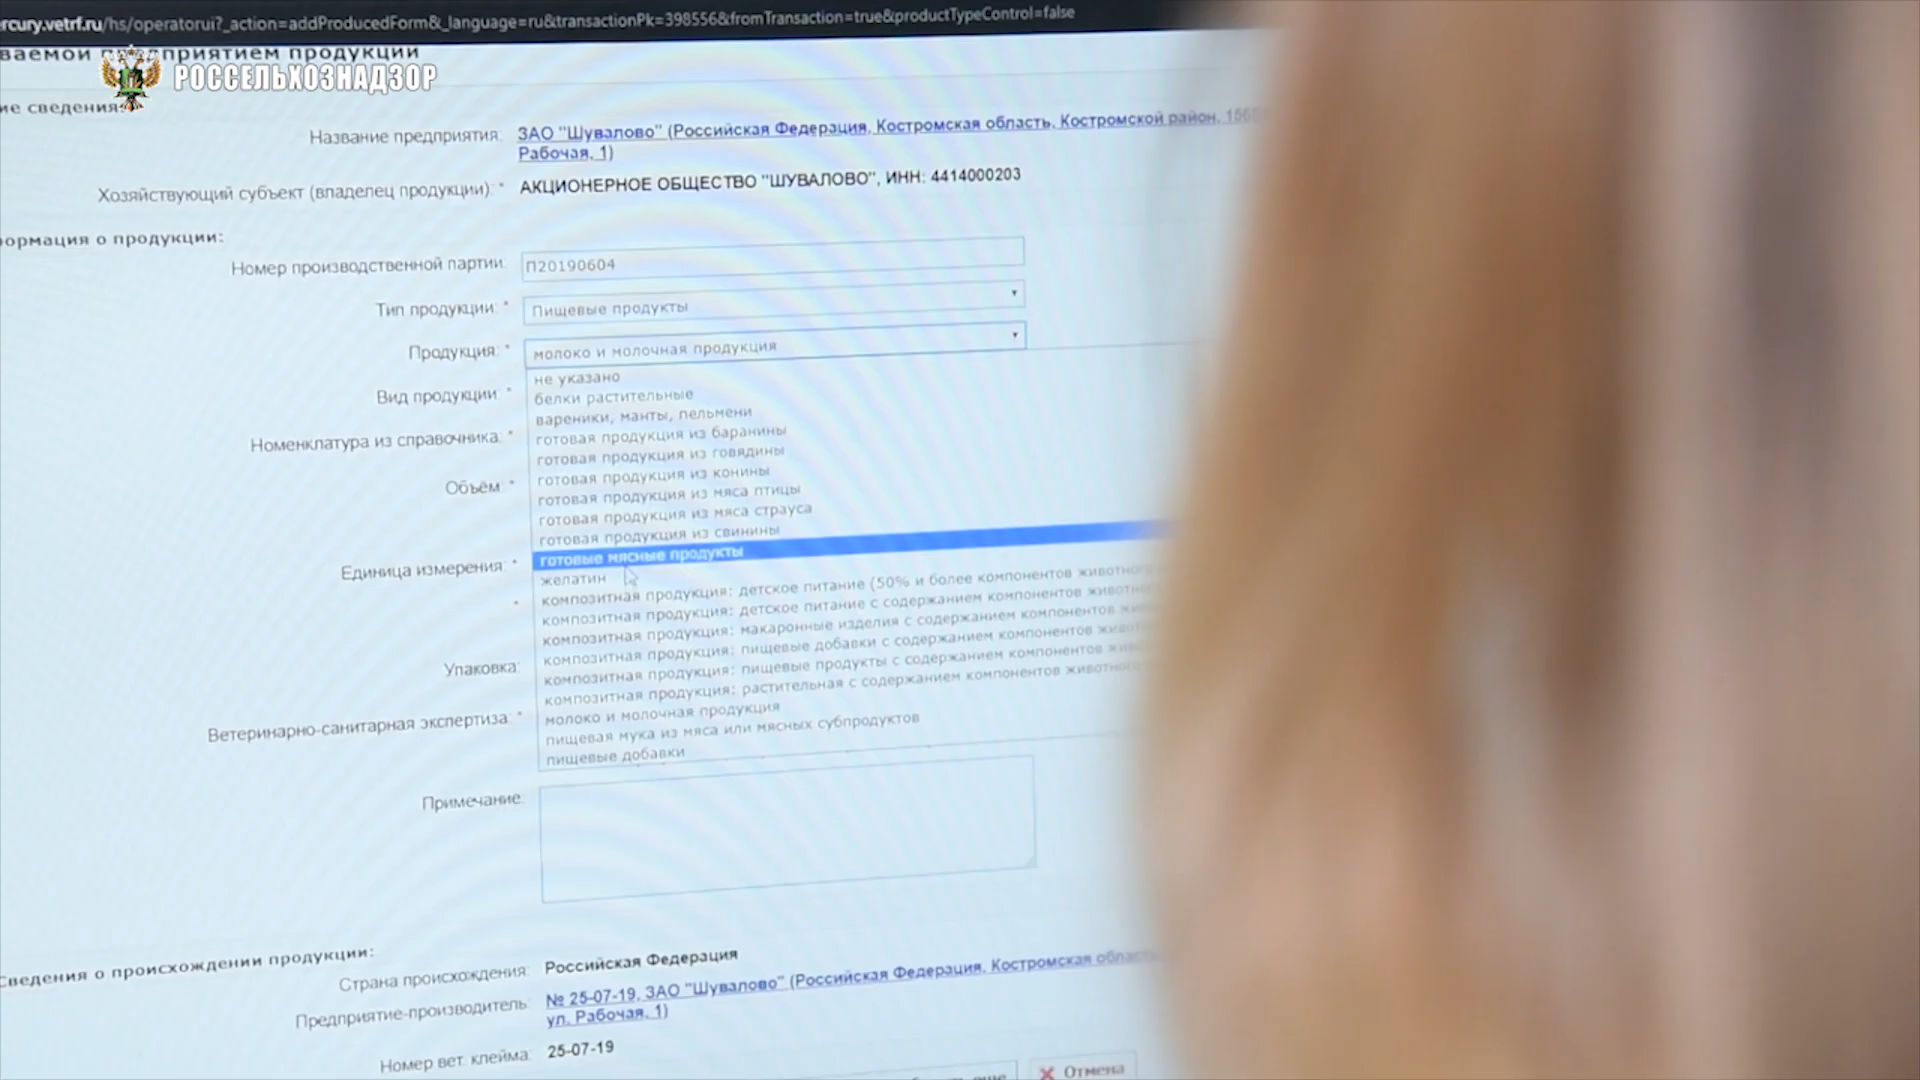 rcury.vetrf.ru/hs/operatorui?_action=addProducedForm&_language=ru&transactionPk=398556&fromTransaction=true&productTypeControl=false
продукции
РОССЕЛЬХОЗНАДЗОР
сведения
Название предприятия: ЗАО "Шувалово" (Российская Федерация, Костромская область, Костромской район,
Рабочая, 1)
Хозяйствующий субъект (владелец продукции): * АКЦИОНЕРНОЕ ОБЩЕСТВО "ШУВАЛОВО", ИНН: 4414000203
ормация о продукции:
Номер производственной партии: П20190604
Тип продукции: * Пищевые продукты
Продукция: * молоко и молочная продукция
не указано
Вид продукции: *
белки растительные
вареники, манты, пельмени
Номенклатура из справочника: *
готовая продукция из баранины
готовая продукция из говядины
готовая продукция из конины
Объём: *
готовая продукция из мяса птицы
готовая продукция из мяса страуса
готовая продукция из свинины
готовые мясные продукты
Единица измерения: *
желатин
композитная продукция: детское питание (50% и более компонентов
композитная продукция: детское питание с содержанием компонентов
композитная продукция: макаронные изделия с содержанием компонентов
композитная продукция: пищевые добавки с содержанием компонентов
композитная продукция: пищевые продукты с содержанием компонентов
Упаковка:
композитная продукция: растительная с содержанием компонентов
молоко и молочная продукция
Ветеринарно-санитарная экспертиза: *
пищевая мука из мяса или мясных субпродуктов
пищевые добавки
Примечание:
Сведения о происхождении продукции:
Страна происхождения: Российская Федерация
Предприятие-производитель: № 25-07-19, ЗАО "Шувалово" (Российская Федерация, Костромская
ул. Рабочая, 1)
Номер вет. клейма: 25-07-19
Отмена